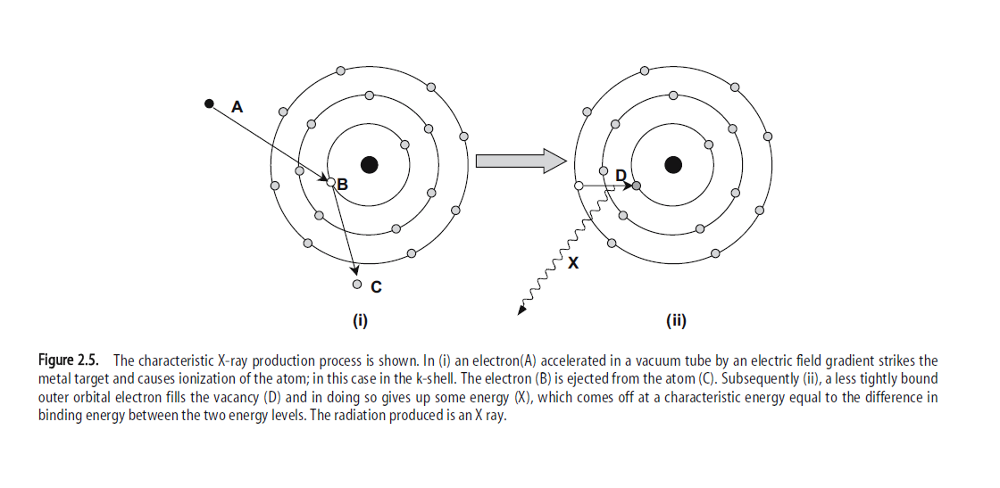 A
B
C
(i)
D
X
(ii)
Figure 2.5. The characteristic X-ray production process is shown. In (i) an electron(A) accelerated in a vacuum tube by an electric field gradient strikes the
metal target and causes ionization of the atom; in this case in the k-shell. The electron (B) is ejected from the atom (C). Subsequently (ii), a less tightly bound
outer orbital electron fills the vacancy (D) and in doing so gives up some energy (X), which comes off at a characteristic energy equal to the difference in
binding energy between the two energy levels. The radiation produced is an X ray.